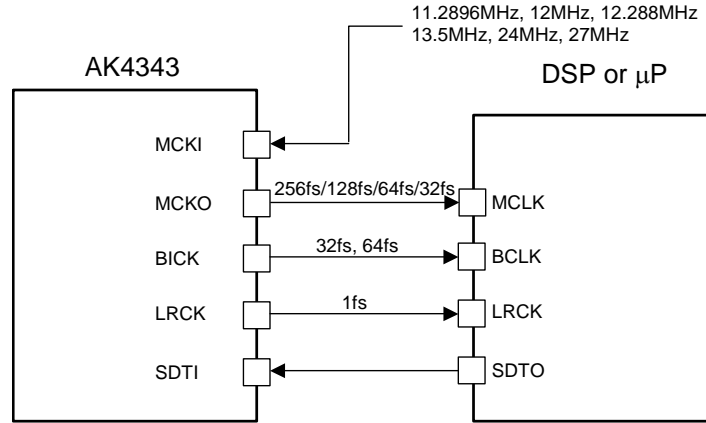 11.2896MHz, 12MHz, 12.288MHz
13.5MHz, 24MHz, 27MHz
AK4343
DSP or μP
MCKI
MCKO
256fs/128fs/64fs/32fs
MCLK
BICK
32fs, 64fs
BCLK
LRCK
1fs
LRCK
SDTI
SDTO